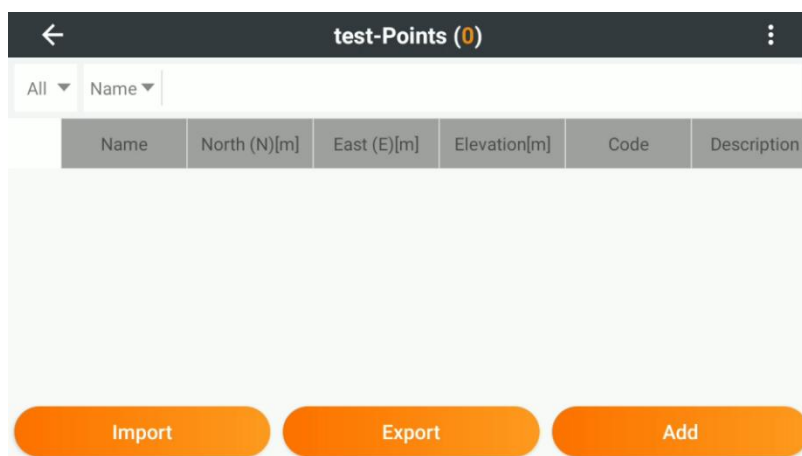 test-Points (0)
All Name
Name North (N)[m] East (E)[m] Elevation[m] Code Description
Import Export Add